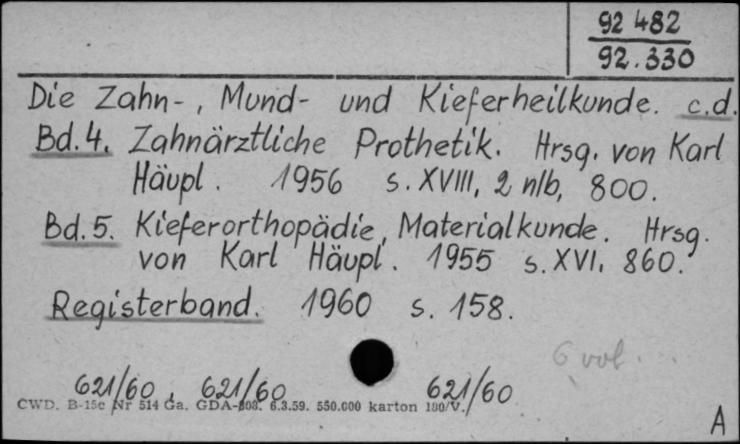 92 482
92.330
Die Zahn-, Mund- und Kieferheilkunde. c.d.
Bd. 4. Zahnärztliche Prothetik. Hrsg. von Karl
Häupl. 1956 s. XVIII, 2 nlb, 800.
Bd. 5. Kieferorthopädie, Materialkunde. Hrsg.
von Karl Häupl. 1955 s. XVI. 860.
Registerband. 1960 s. 158.
6 vol.
621/60, 621/60 621/60
CWD. B-15c Nr 514 Ga. GDA-808. 6.3.59. 550.000 karton 180/V.
A